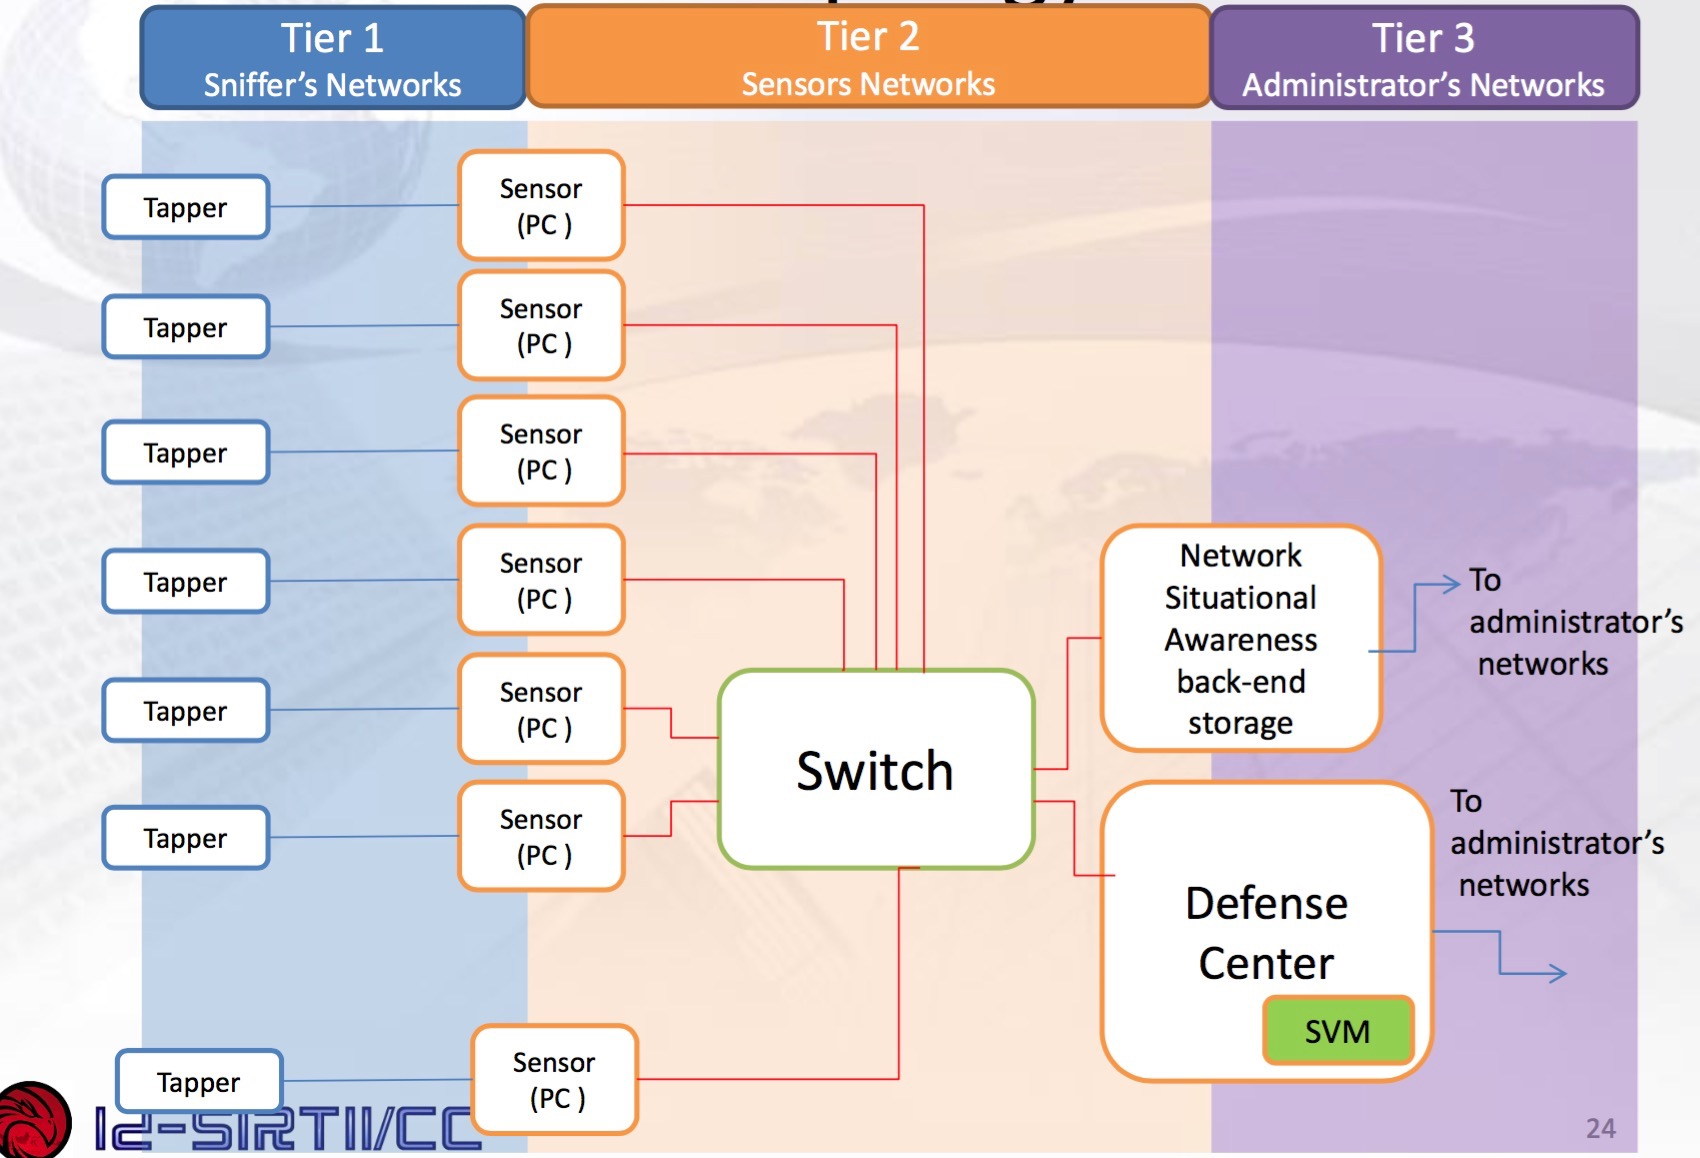 Tier 1
Sniffer's Networks
Tier 2
Sensors Networks
Tier 3
Administrator's Networks
Tapper
Sensor
(PC )
Tapper
Sensor
(PC )
Tapper
Sensor
(PC )
Tapper
Sensor
(PC )
Tapper
Sensor
(PC )
Tapper
Sensor
(PC )
Tapper
Sensor
(PC )
Switch
Network
Situational
Awareness
back-end
storage
To
administrator's
networks
Defense
Center
SVM
To
administrator's
networks
Id-SIRTII/CC
24